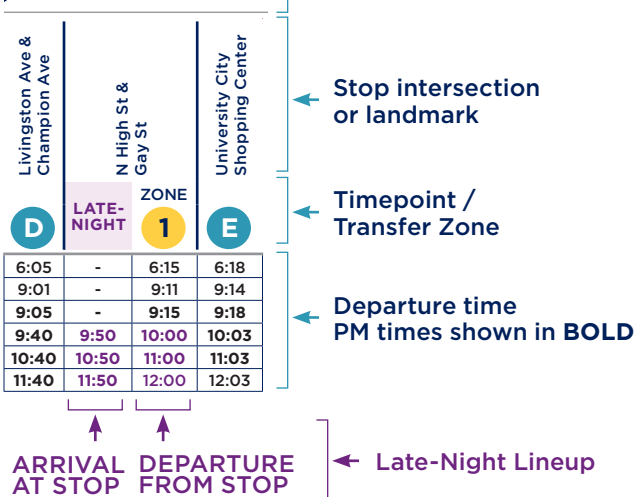 Livingston Ave &
Champion Ave
N High St &
Gay St
University City
Shopping Center
Stop intersection
or landmark
D
LATE-
NIGHT
ZONE
1
E
Timepoint /
Transfer Zone
6:05 - 6:15 6:18
9:01 - 9:11 9:14
9:05 - 9:15 9:18
9:40 9:50 10:00 10:03
10:40 10:50 11:00 11:03
11:40 11:50 12:00 12:03
Departure time
PM times shown in BOLD
ARRIVAL
AT STOP
DEPARTURE
FROM STOP
Late-Night Lineup